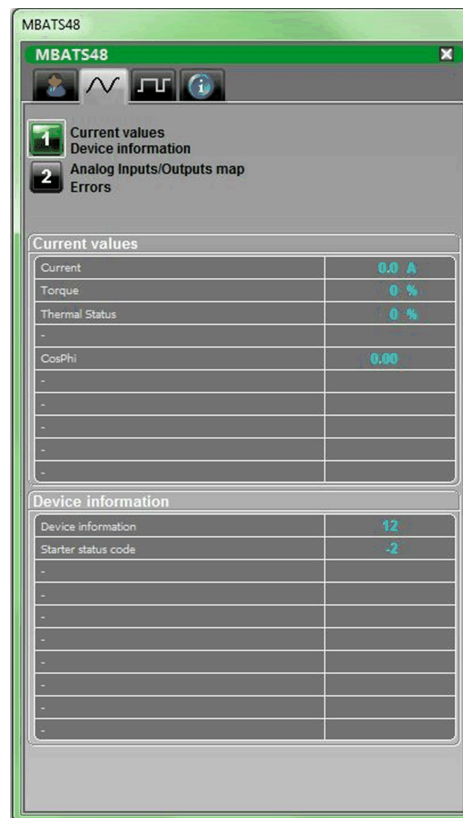 MBATS48
MBATS48
1 Current values
Device information
2 Analog Inputs/Outputs map
Errors
Current values
Current 0.0 A
Torque 0 %
Thermal Status 0 %
-
CosPhi 0.00
-
-
-
-
-
Device information
Device information 12
Starter status code -2
-
-
-
-
-
-
-
-